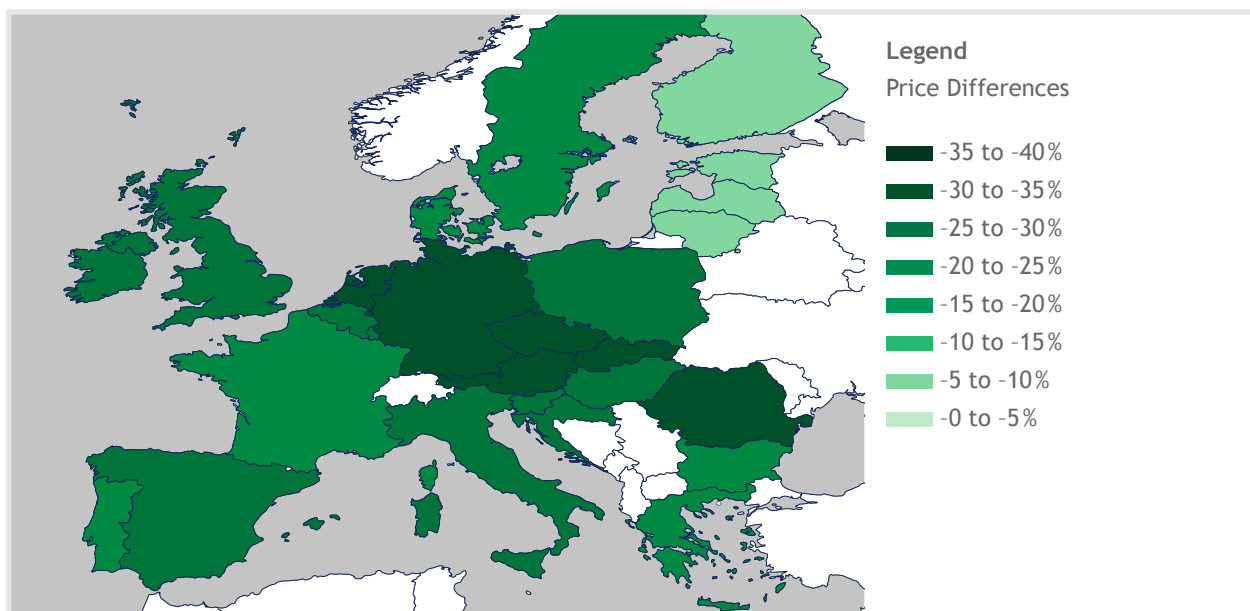 Legend
Price Differences
-35 to -40%
-30 to -35%
-25 to -30%
-20 to -25%
-15 to -20%
-10 to -15%
-5 to -10%
-0 to -5%